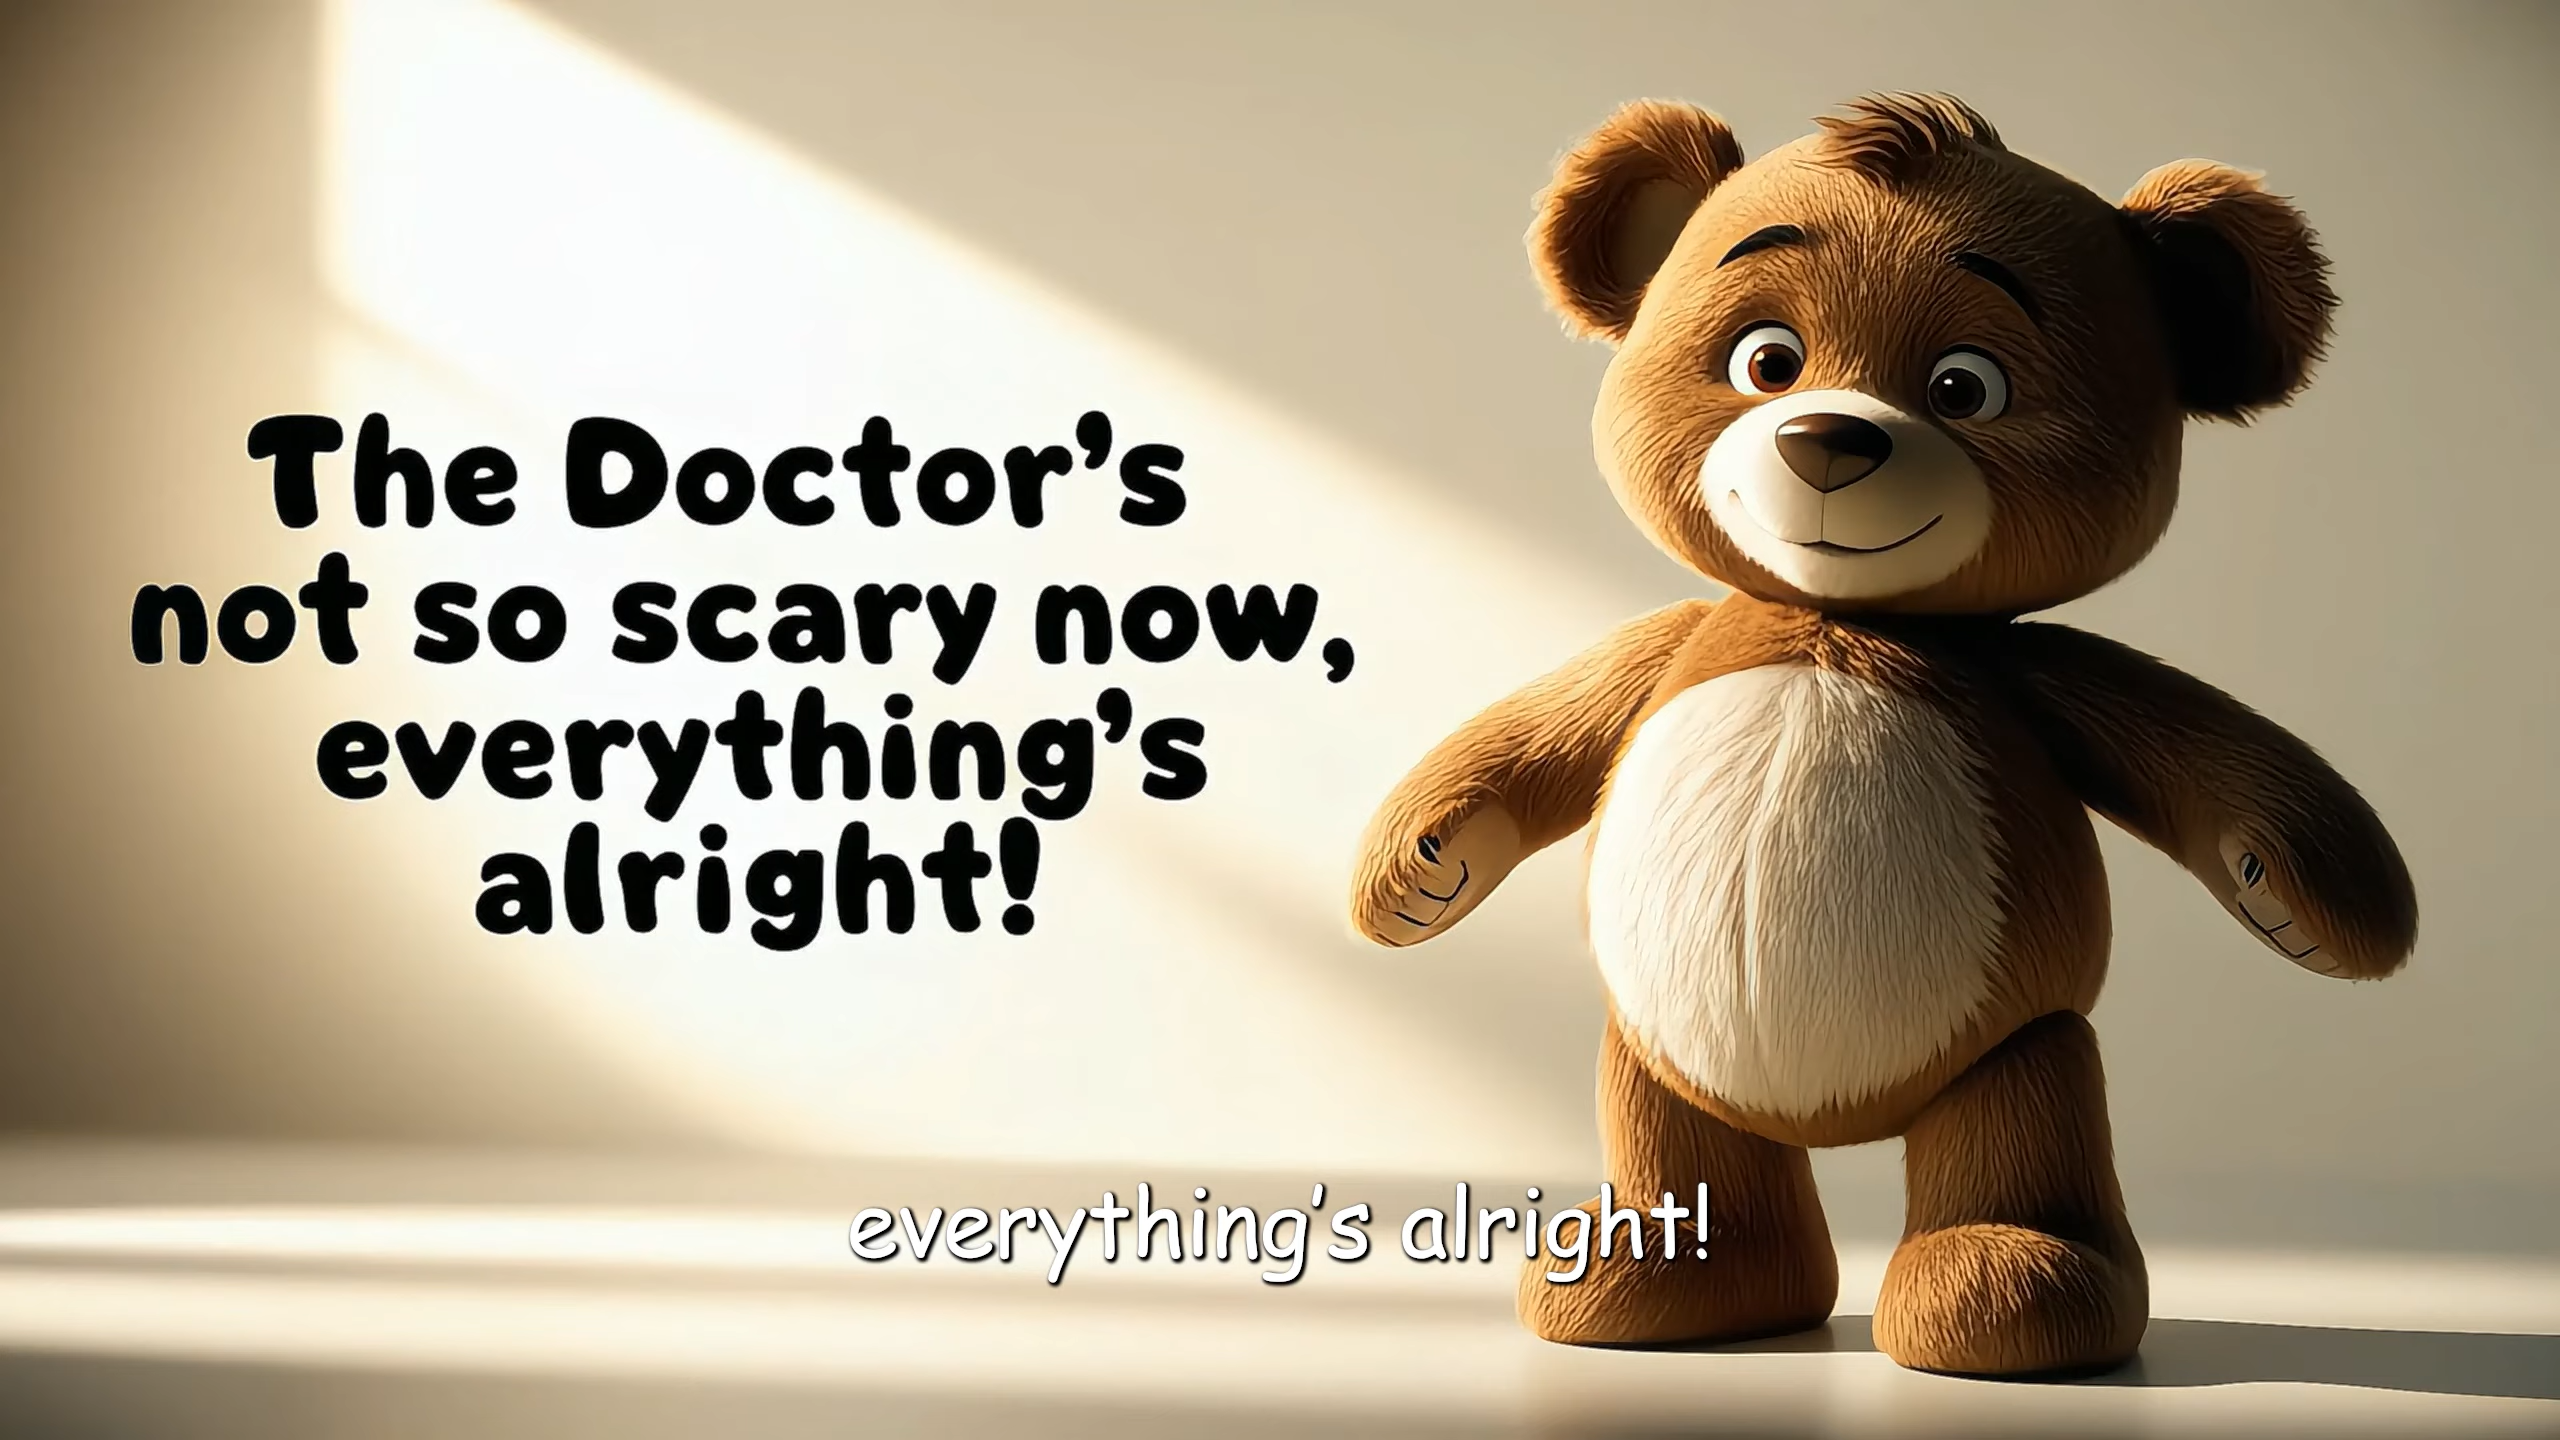 The Doctor’s
not so scary now,
everything’s
alright!
everything’s alright!